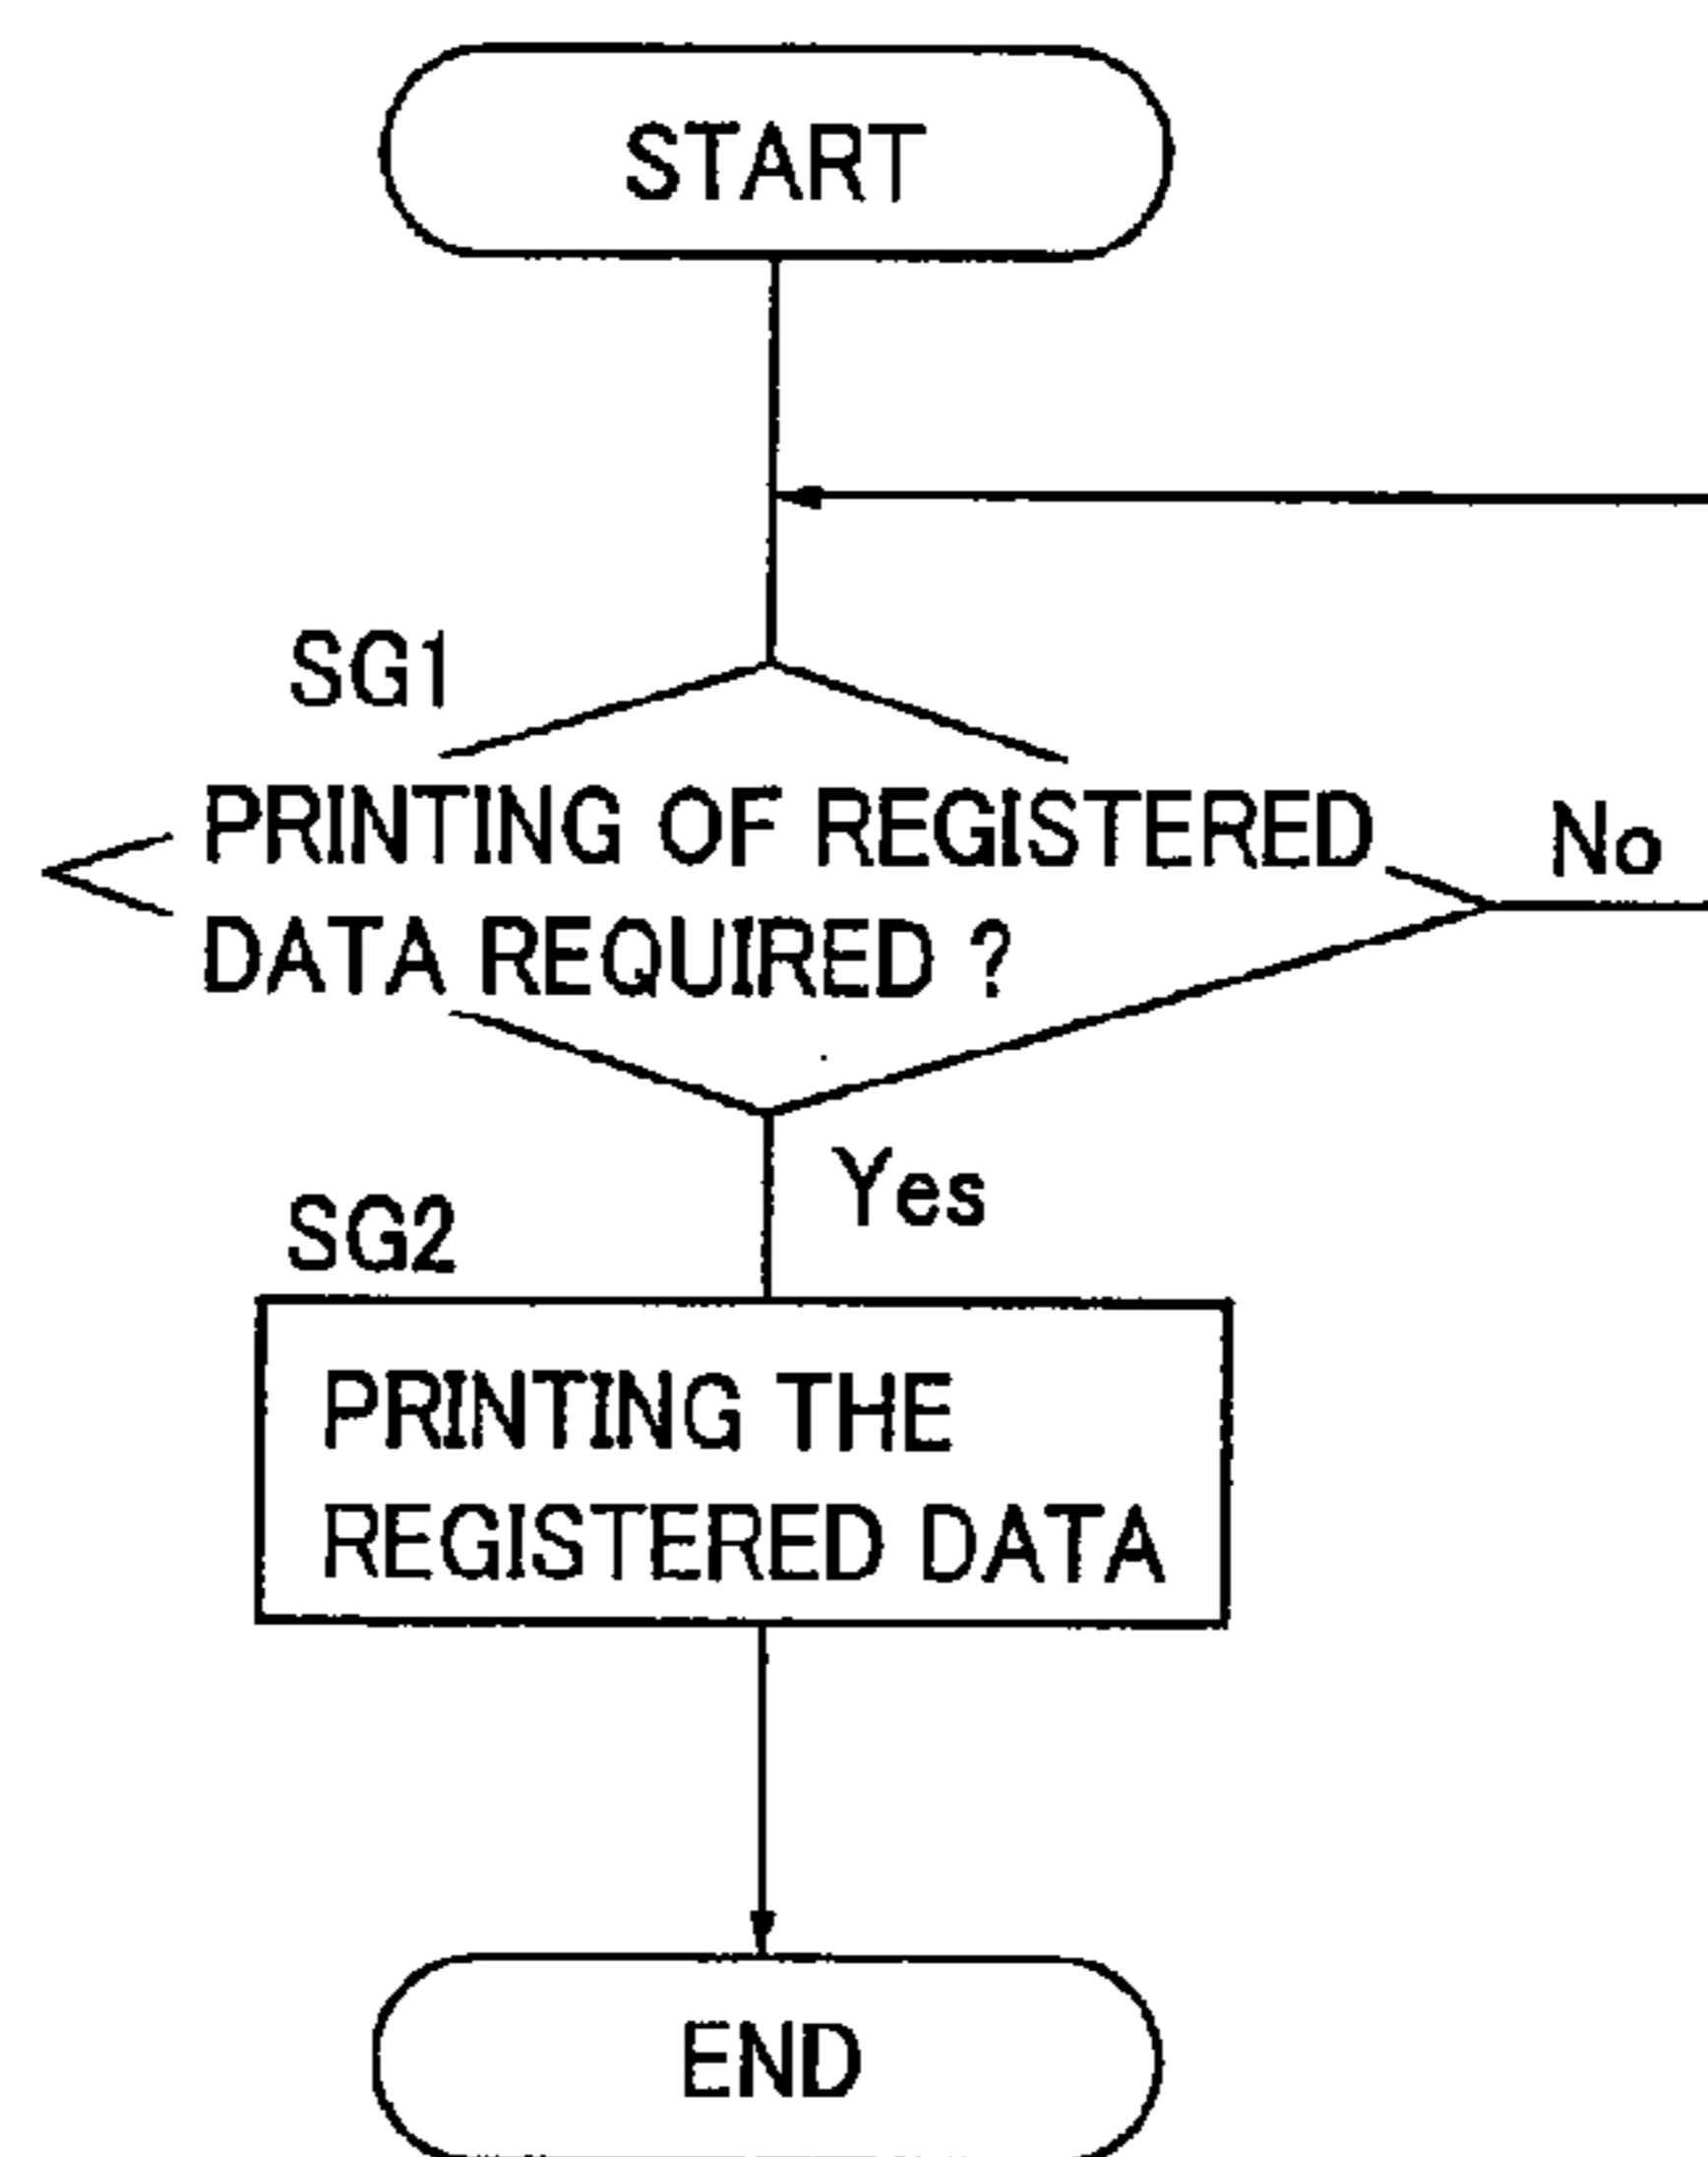 START
SG1
PRINTING OF REGISTERED
DATA REQUIRED ?
No
Yes
SG2
PRINTING THE
REGISTERED DATA
END